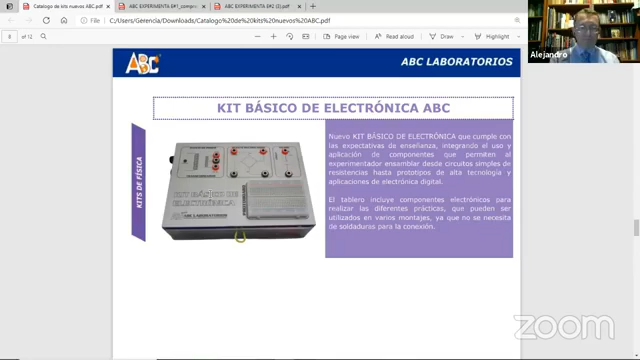 Catalogo de kits nuevos ABC.pdf
ABC EXPERIMENTA E#1_comp
ABC EXPERIMENTA E#2 (2).pdf
C:/Users/Gerencia/Downloads/Catalogo%20de%20kits%20nuevos%20ABC.pdf
8 of 12
Page view
Read aloud
Draw
Highlight
Alejandro
ABC
ABC LABORATORIOS
KIT BÁSICO DE ELECTRÓNICA ABC
KITS DE FÍSICA
KIT BÁSICO DE
ELECTRÓNICA
ABC LABORATORIOS
Nuevo KIT BÁSICO DE ELECTRÓNICA que cumple con
las expectativas de enseñanza, integrando el uso y
aplicación de componentes que permiten al
experimentador ensamblar desde circuitos simples de
resistencias hasta prototipos de alta tecnología y
aplicaciones de electrónica digital.
El tablero incluye componentes electrónicos para
realizar las diferentes prácticas, que pueden ser
utilizados en varios montajes, ya que no se necesita
de soldaduras para la conexión.
zoom